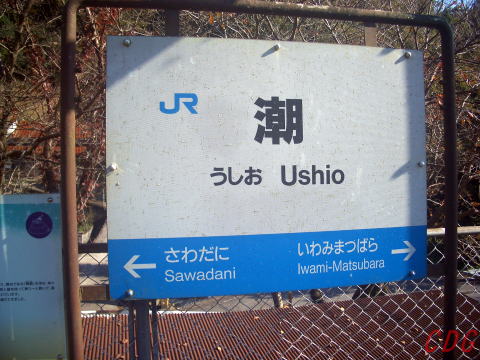 JR
潮
うしお Ushio
さわだに
Sawadani
いわみまつばら
Iwami-Matsubara
CDG